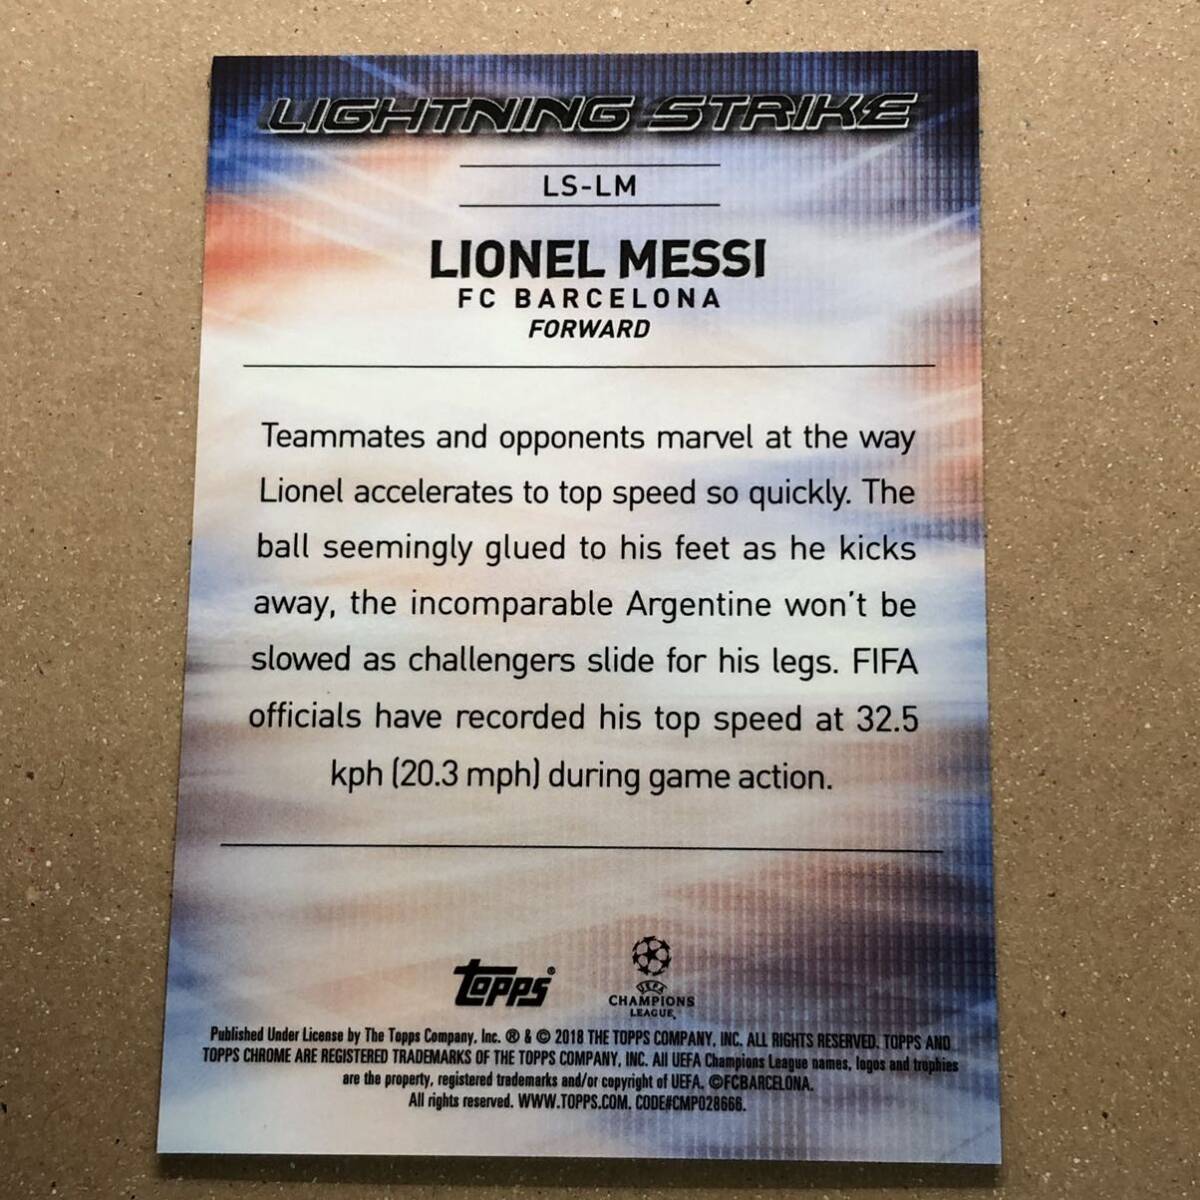 LIGHTNING STRIKE
LS-LM
LIONEL MESSI
FC BARCELONA
FORWARD
Teammates and opponents marvel at the way
Lionel accelerates to top speed so quickly. The
ball seemingly glued to his feet as he kicks
away, the incomparable Argentine won't be
slowed as challengers slide for his legs. FIFA
officials have recorded his top speed at 32.5
kph (20.3 mph) during game action.
topps®
UEFA
CHAMPIONS
LEAGUE
Published Under License by The Topps Company, Inc. ® & © 2018 THE TOPPS COMPANY, INC. ALL RIGHTS RESERVED. TOPPS AND
TOPPS CHROME ARE REGISTERED TRADEMARKS OF THE TOPPS COMPANY, INC. All UEFA Champions League names, logos and trophies
are the property, registered trademarks and/or copyright of UEFA. ©FCBARCELONA.
All rights reserved. WWW.TOPPS.COM. CODE#CMP028666.